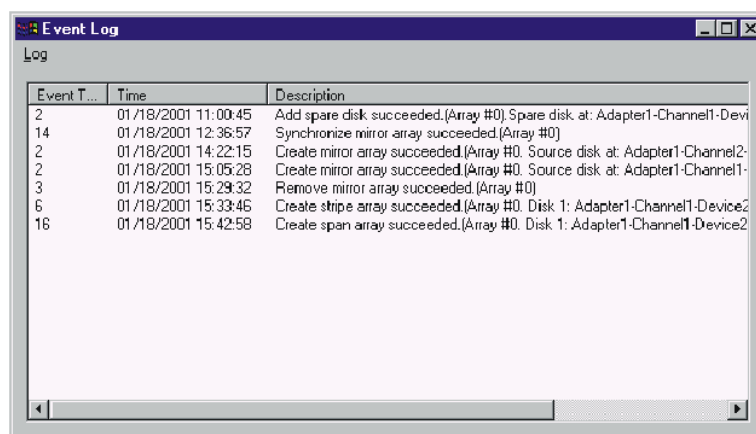 Event Log
Log
Event T... Time Description
2 01/18/2001 11:00:45 Add spare disk succeeded.(Array #0).Spare disk at: Adapter1-Channel1-Devi
14 01/18/2001 12:36:57 Synchronize mirror array succeeded.(Array #0)
2 01/18/2001 14:22:15 Create mirror array succeeded.(Array #0. Source disk at: Adapter1-Channel2-
2 01/18/2001 15:05:28 Create mirror array succeeded.(Array #0. Source disk at: Adapter1-Channel1-
3 01/18/2001 15:29:32 Remove mirror array succeeded.(Array #0)
6 01/18/2001 15:33:46 Create stripe array succeeded.(Array #0. Disk 1: Adapter1-Channel1-Device2
16 01/18/2001 15:42:58 Create span array succeeded.(Array #0. Disk 1: Adapter1-Channel1-Device2